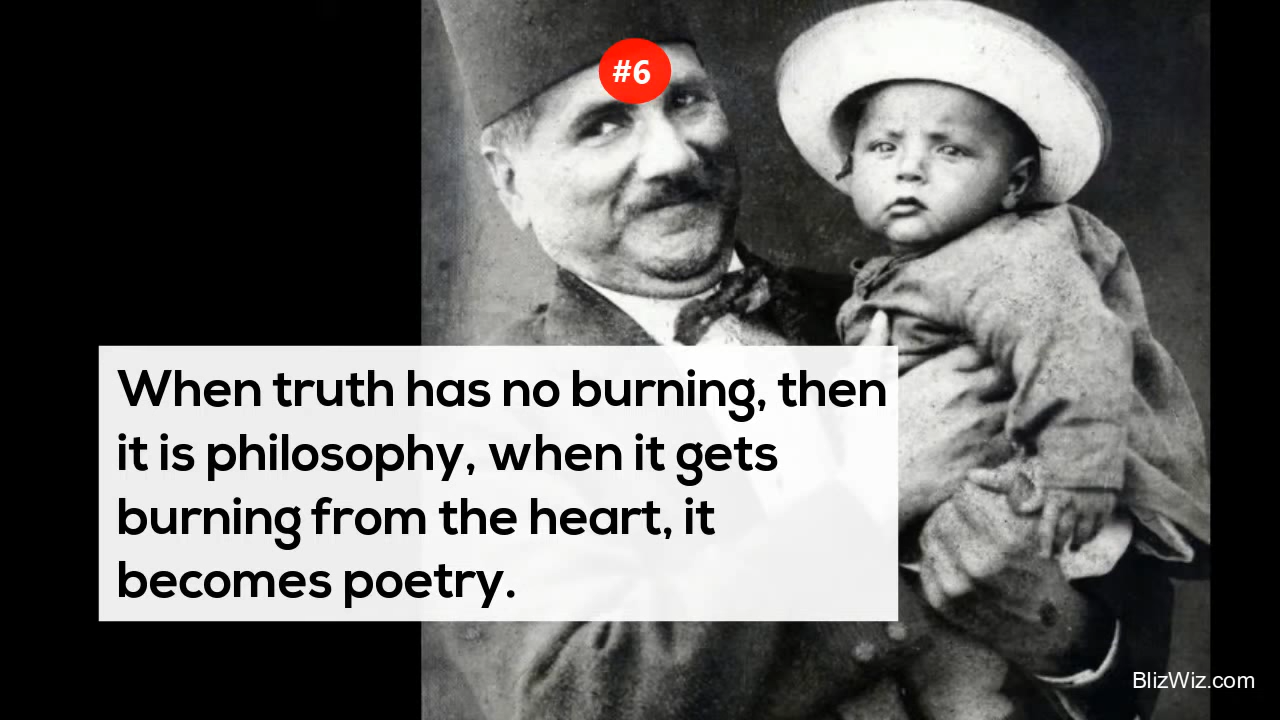 #6
When truth has no burning, then
it is philosophy, when it gets
burning from the heart, it
becomes poetry.
BlizWiz.com